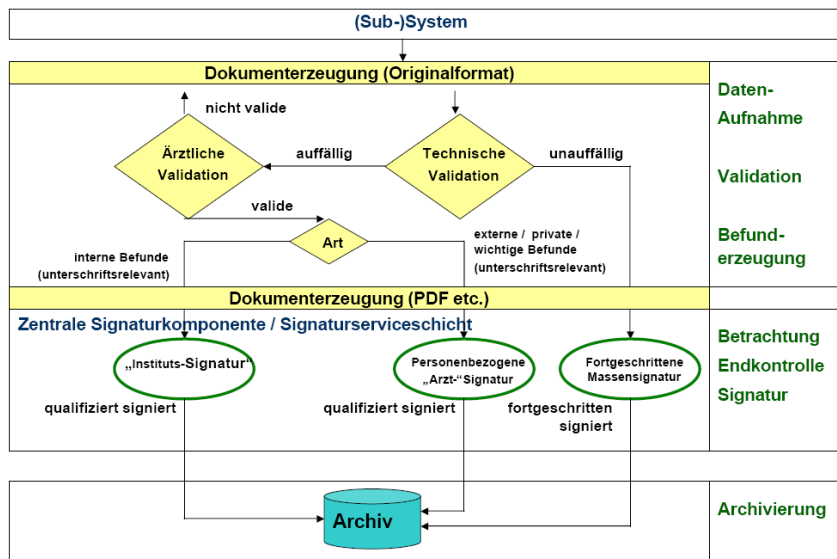 (Sub-)System
Dokumenterzeugung (Originalformat)
Daten-
Aufnahme
nicht valide
Ärztliche
Validation
auffällig
Technische
Validation
unauffällig
Validation
valide
Art
externe / private /
wichtige Befunde
(unterschriftsrelevant)
interne Befunde
(unterschriftsrelevant)
Befund-
erzeugung
Dokumenterzeugung (PDF etc.)
Zentrale Signaturkomponente / Signaturserviceschicht
Betrachtung
Endkontrolle
Signatur
„Instituts-Signatur“
Personenbezogene
„Arzt-“Signatur
Fortgeschrittene
Massensignatur
qualifiziert signiert
qualifiziert signiert
fortgeschritten
signiert
Archiv
Archivierung